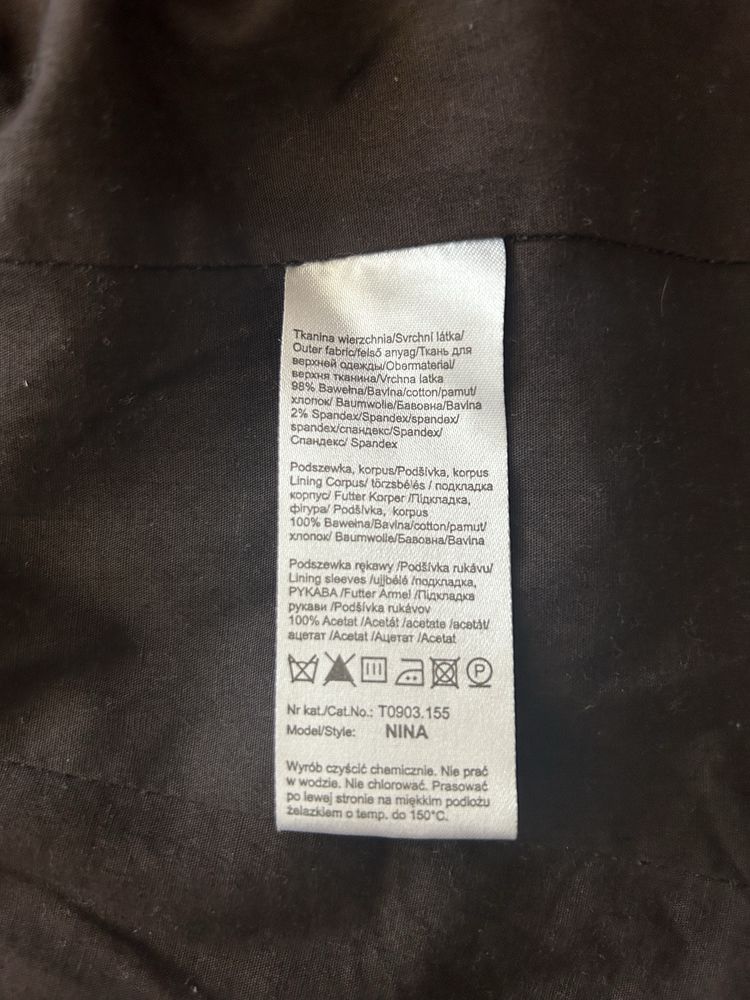 Tkanina wierzchnia/Svrchní látka/
Outer fabric/felső anyag/Ткань для
верхней одежды/Obermaterial/
верхня тканина/Vrchna latka
98% Bawełna/Bavlna/cotton/pamut/
хлопок/ Baumwolle/Бавовна/Bavlna
2% Spandex/Spandex/spandex/
spandex/спандекс/Spandex/
Спандекс/ Spandex
Podszewka, korpus/Podšívka, korpus
Lining Corpus/ törzsbélés / подкладка
корпус/ Futter Korper /Підкладка,
фігура/ Podšívka, korpus
100% Bawełna/Bavlna/cotton/pamut/
хлопок/ Baumwolle/Бавовна/Bavlna
Podszewka rękawy /Podšívka rukávu/
Lining sleeves /ujjbélé /подкладка,
РУКАВА /Futter Armel /Підкладка
рукави /Podšívka rukávov
100% Acetat /Acetát /acetate /acetát/
ацетат /Acetat /Ацетат /Acetat
P
Nr kat./Cat.No.: T0903.155
Model/Style: NINA
Wyrób czyścić chemicznie. Nie prać
w wodzie. Nie chlorować. Prasować
po lewej stronie na miękkim podłożu
żelazkiem o temp. do 150°C.